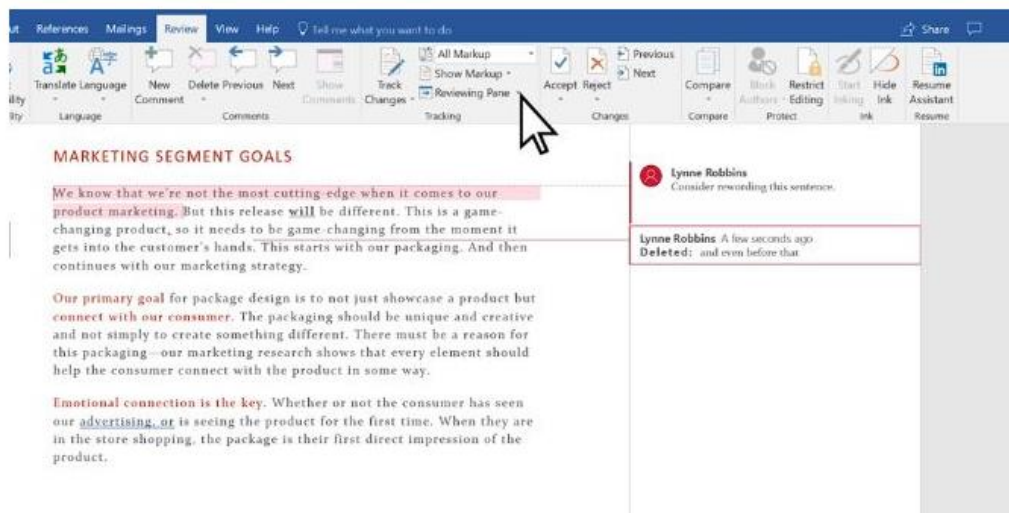 ut References Mailings Review View Help Tell me what you want to do Share
All Markup
Show Markup
Reviewing Pane
Previous
Next
ility Translate Language New Comment Delete Previous Next Show Comments Track Changes Accept Reject Compare Block Authors Restrict Editing Start Inking Hide Ink Resume Assistant
ity Language Comments Tracking Changes Compare Protect Ink Resume
MARKETING SEGMENT GOALS
We know that we're not the most cutting-edge when it comes to our
product marketing. But this release will be different. This is a game-
changing product, so it needs to be game-changing from the moment it
gets into the customer's hands. This starts with our packaging. And then
continues with our marketing strategy.
Our primary goal for package design is to not just showcase a product but
connect with our consumer. The packaging should be unique and creative
and not simply to create something different. There must be a reason for
this packaging—our marketing research shows that every element should
help the consumer connect with the product in some way.
Emotional connection is the key. Whether or not the consumer has seen
our advertising, or is seeing the product for the first time. When they are
in the store shopping, the package is their first direct impression of the
product.
Lynne Robbins
Consider rewording this sentence.
Lynne Robbins A few seconds ago
Deleted: and even before that